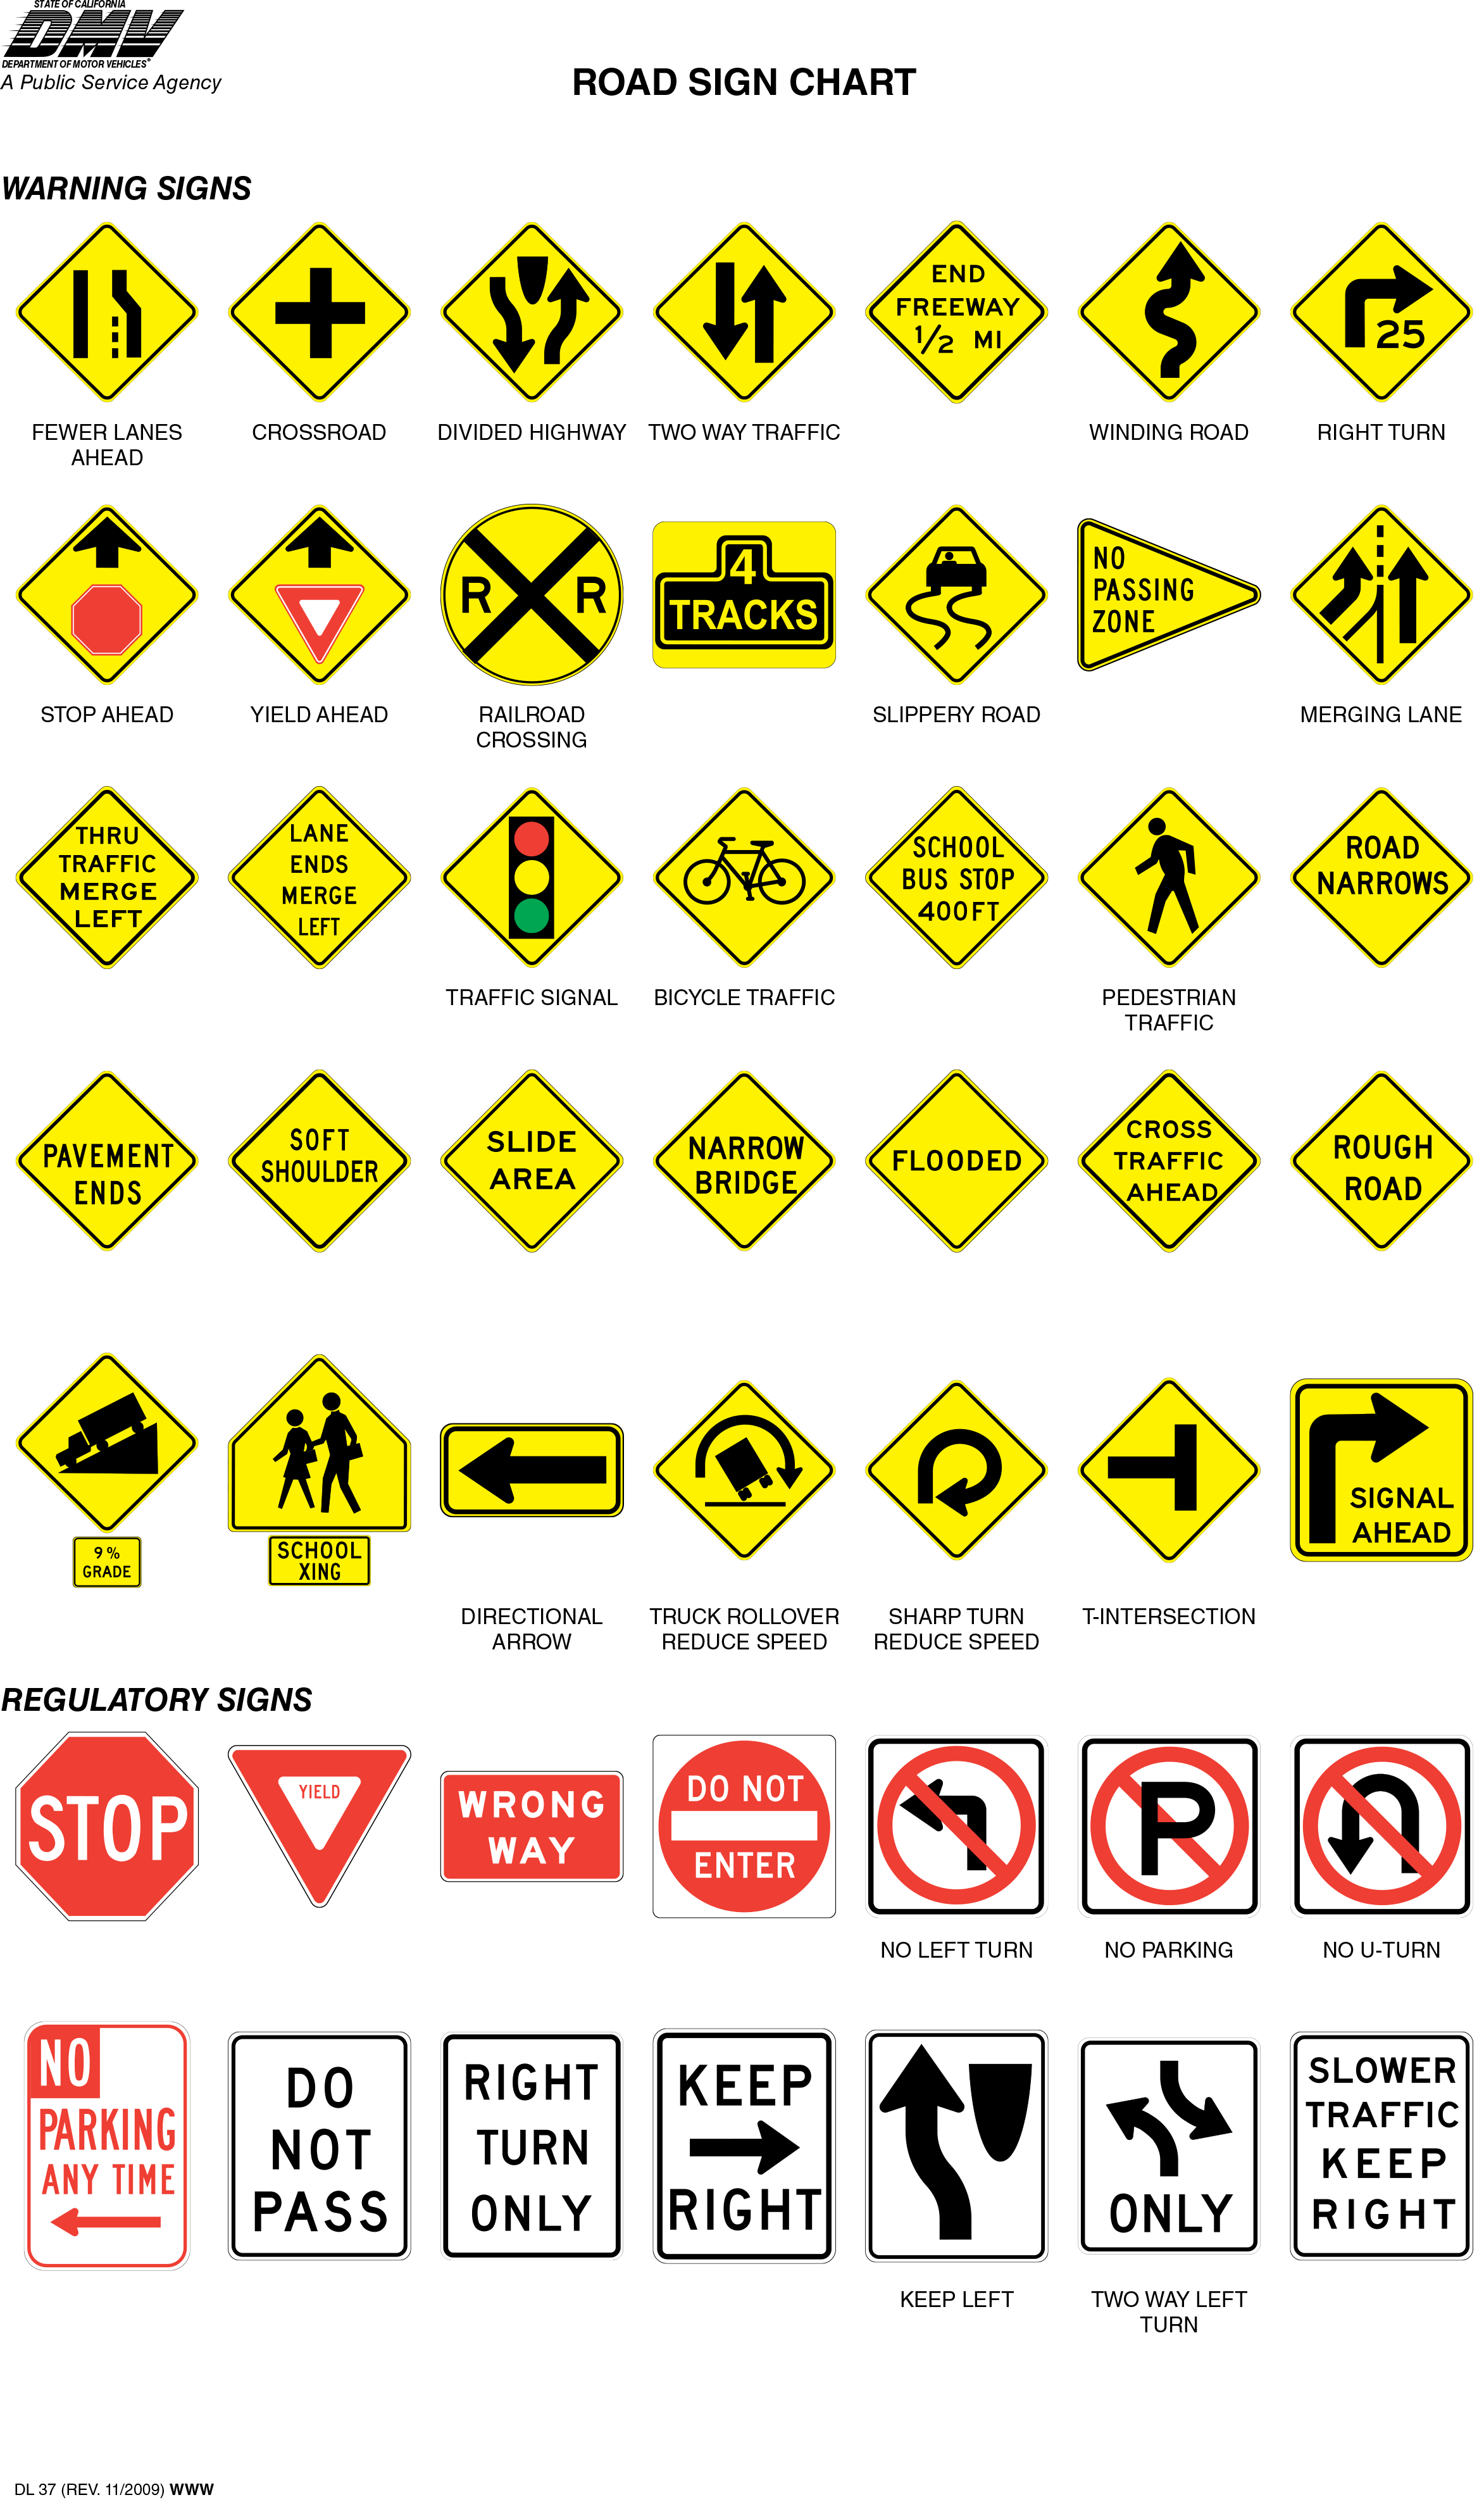 STATE OF CALIFORNIA
DMV
DEPARTMENT OF MOTOR VEHICLES®
A Public Service Agency
ROAD SIGN CHART
WARNING SIGNS
END
FREEWAY
1/2 MI
25
FEWER LANES
AHEAD
CROSSROAD
DIVIDED HIGHWAY
TWO WAY TRAFFIC
WINDING ROAD
RIGHT TURN
R R
4
TRACKS
NO
PASSING
ZONE
STOP AHEAD
YIELD AHEAD
RAILROAD
CROSSING
SLIPPERY ROAD
MERGING LANE
THRU
TRAFFIC
MERGE
LEFT
LANE
ENDS
MERGE
LEFT
SCHOOL
BUS STOP
400 FT
ROAD
NARROWS
TRAFFIC SIGNAL
BICYCLE TRAFFIC
PEDESTRIAN
TRAFFIC
PAVEMENT
ENDS
SOFT
SHOULDER
SLIDE
AREA
NARROW
BRIDGE
FLOODED
CROSS
TRAFFIC
AHEAD
ROUGH
ROAD
9%
GRADE
SCHOOL
XING
SIGNAL
AHEAD
DIRECTIONAL
ARROW
TRUCK ROLLOVER
REDUCE SPEED
SHARP TURN
REDUCE SPEED
T-INTERSECTION
REGULATORY SIGNS
STOP
YIELD
WRONG
WAY
DO NOT
ENTER
P
NO LEFT TURN
NO PARKING
NO U-TURN
NO
PARKING
ANY TIME
DO
NOT
PASS
RIGHT
TURN
ONLY
KEEP
RIGHT
ONLY
SLOWER
TRAFFIC
KEEP
RIGHT
KEEP LEFT
TWO WAY LEFT
TURN
DL 37 (REV. 11/2009) WWW